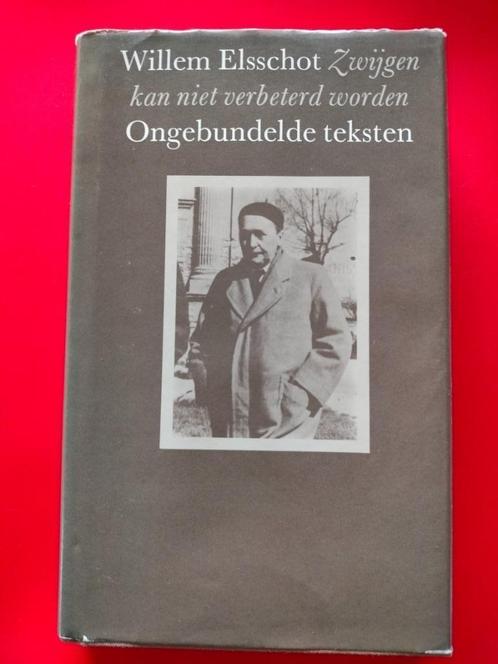 Willem Elsschot Zwijgen
kan niet verbeterd worden
Ongebundelde teksten